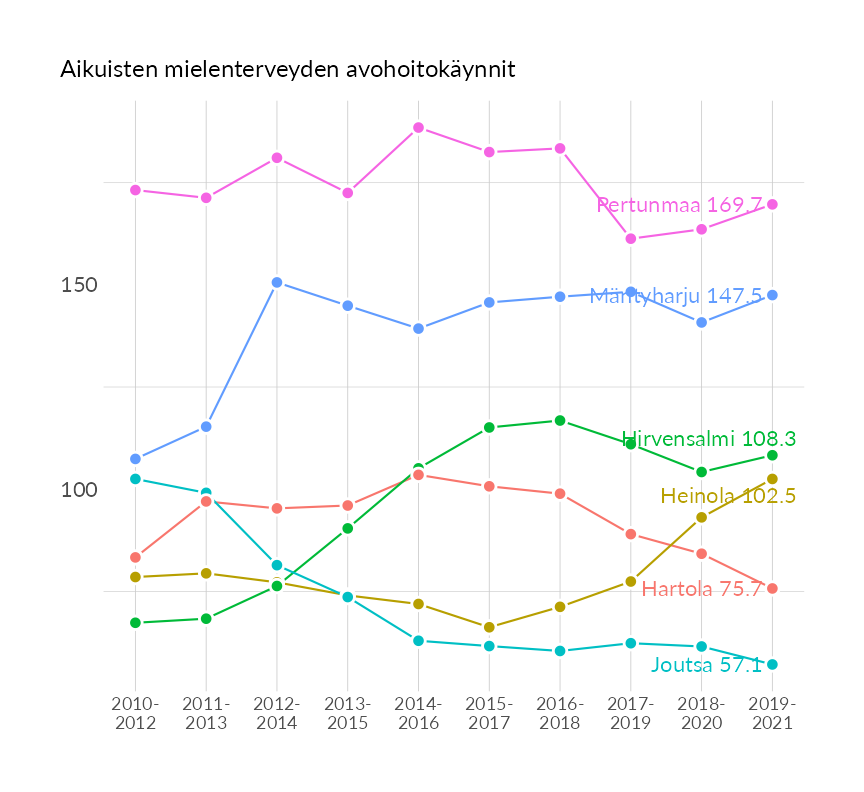 Aikuisten mielenterveyden avohoitokäynnit
Pertunmaa 169.7
150
Mäntyharju 147.5
Hirvensalmi 108.3
100
Heinola 102.5
Hartola 75.7
Joutsa 57.1
2010- 2011- 2012- 2013- 2014- 2015- 2016- 2017- 2018- 2019-
2012 2013 2014 2015 2016 2017 2018 2019 2020 2021